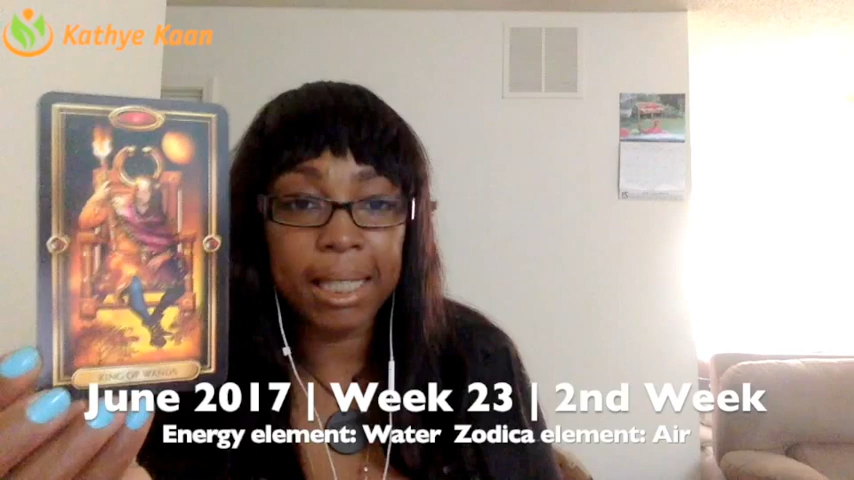 Kathye Kaan
KING OF WANDS
June 2017 | Week 23 | 2nd Week
Energy element: Water Zodica element: Air